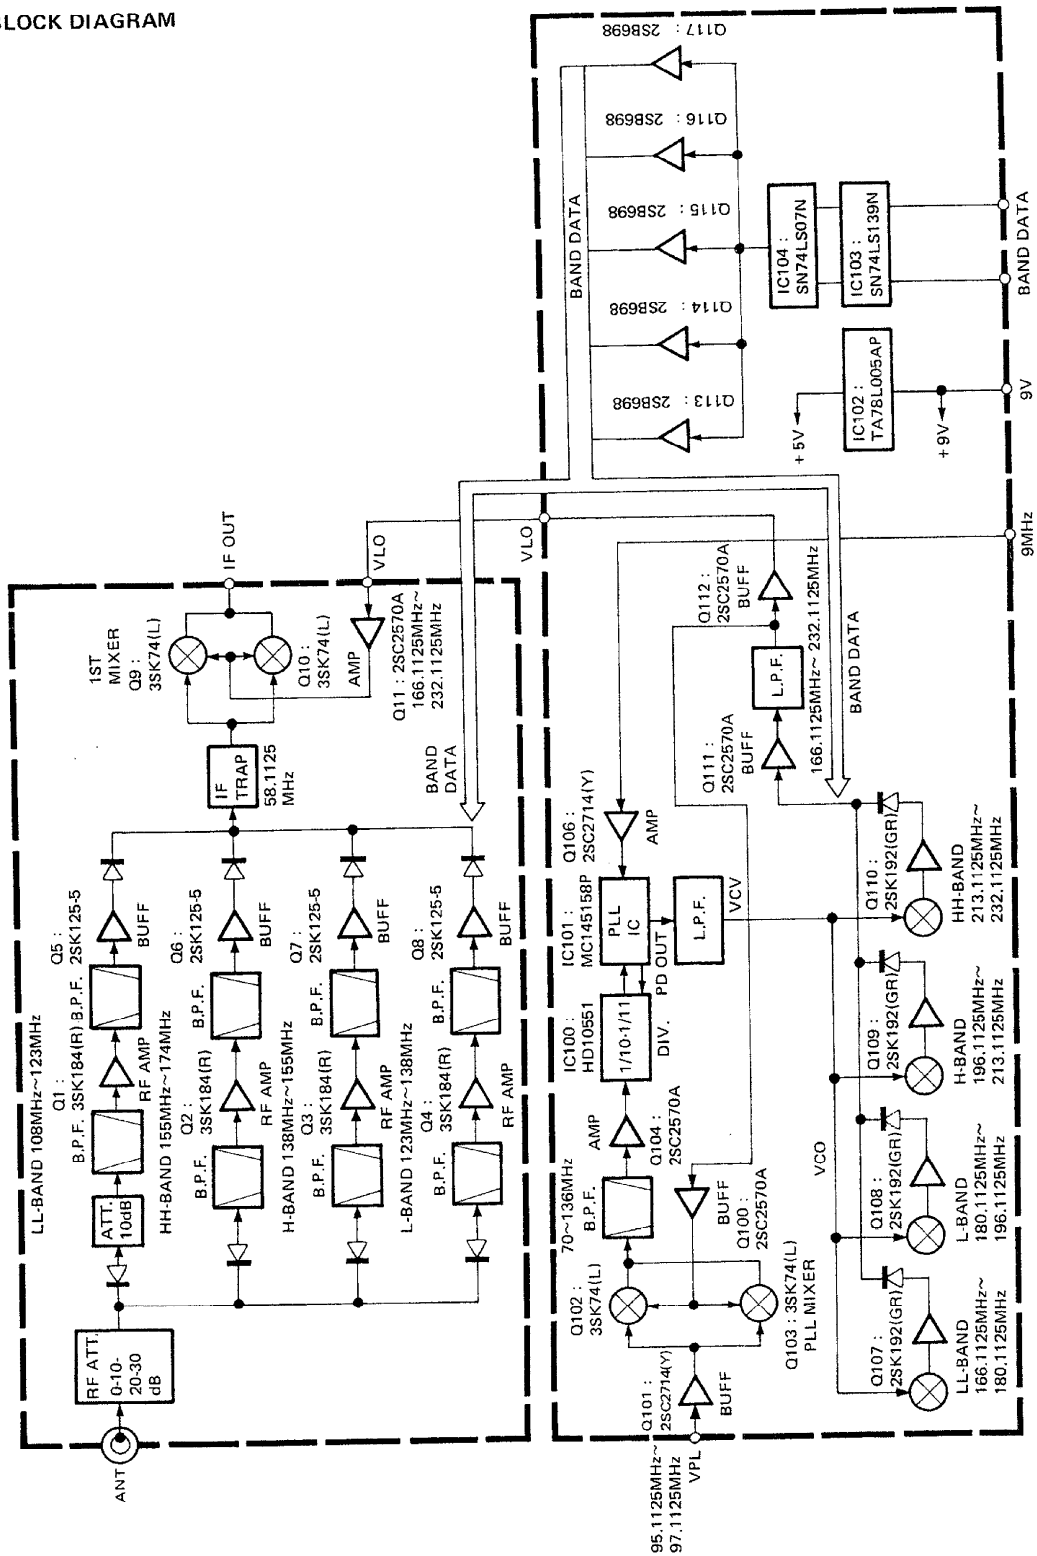 BLOCK DIAGRAM
ANT
RF ATT.
0-10-
20-30
dB
LL-BAND 108MHz~123MHz
ATT.
10dB
B.P.F.
Q1 :
3SK184(R)
RF AMP
B.P.F.
Q5 :
2SK125-5
BUFF
HH-BAND 155MHz~174MHz
B.P.F.
Q2 :
3SK184(R)
RF AMP
B.P.F.
Q6 :
2SK125-5
BUFF
H-BAND 138MHz~155MHz
B.P.F.
Q3 :
3SK184(R)
RF AMP
B.P.F.
Q7 :
2SK125-5
BUFF
L-BAND 123MHz~138MHz
B.P.F.
Q4 :
3SK184(R)
RF AMP
B.P.F.
Q8 :
2SK125-5
BUFF
IF
TRAP
58.1125
MHz
1ST
MIXER
Q9 :
3SK74(L)
Q10 :
3SK74(L)
IF OUT
AMP
Q11 : 2SC2570A
166.1125MHz~
232.1125MHz
VLO
BAND
DATA
VLO
95.1125MHz~
97.1125MHz
VPL
Q101 :
2SC2714(Y)
BUFF
Q102 :
3SK74(L)
Q103 : 3SK74(L)
PLL MIXER
BUFF
Q100 :
2SC2570A
70~136MHz
B.P.F.
AMP
Q104 :
2SC2570A
IC100 :
HD10551
1/10·1/11
DIV.
IC101 :
MC145158P
PLL
IC
PD OUT
Q106 :
2SC2714(Y)
AMP
L.P.F.
VCV
VCO
Q107 :
2SK192(GR)
LL-BAND
166.1125MHz~
180.1125MHz
Q108 :
2SK192(GR)
L-BAND
180.1125MHz~
196.1125MHz
Q109 :
2SK192(GR)
H-BAND
196.1125MHz~
213.1125MHz
Q110 :
2SK192(GR)
HH-BAND
213.1125MHz~
232.1125MHz
Q111 :
2SC2570A
BUFF
L.P.F.
166.1125MHz~ 232.1125MHz
Q112 :
2SC2570A
BUFF
BAND DATA
BAND DATA
Q113 : 2SB698
Q114 : 2SB698
Q115 : 2SB698
Q116 : 2SB698
Q117 : 2SB698
IC104 :
SN74LS07N
IC103 :
SN74LS139N
IC102 :
TA78L005AP
+5V
+9V
9MHz
9V
BAND DATA